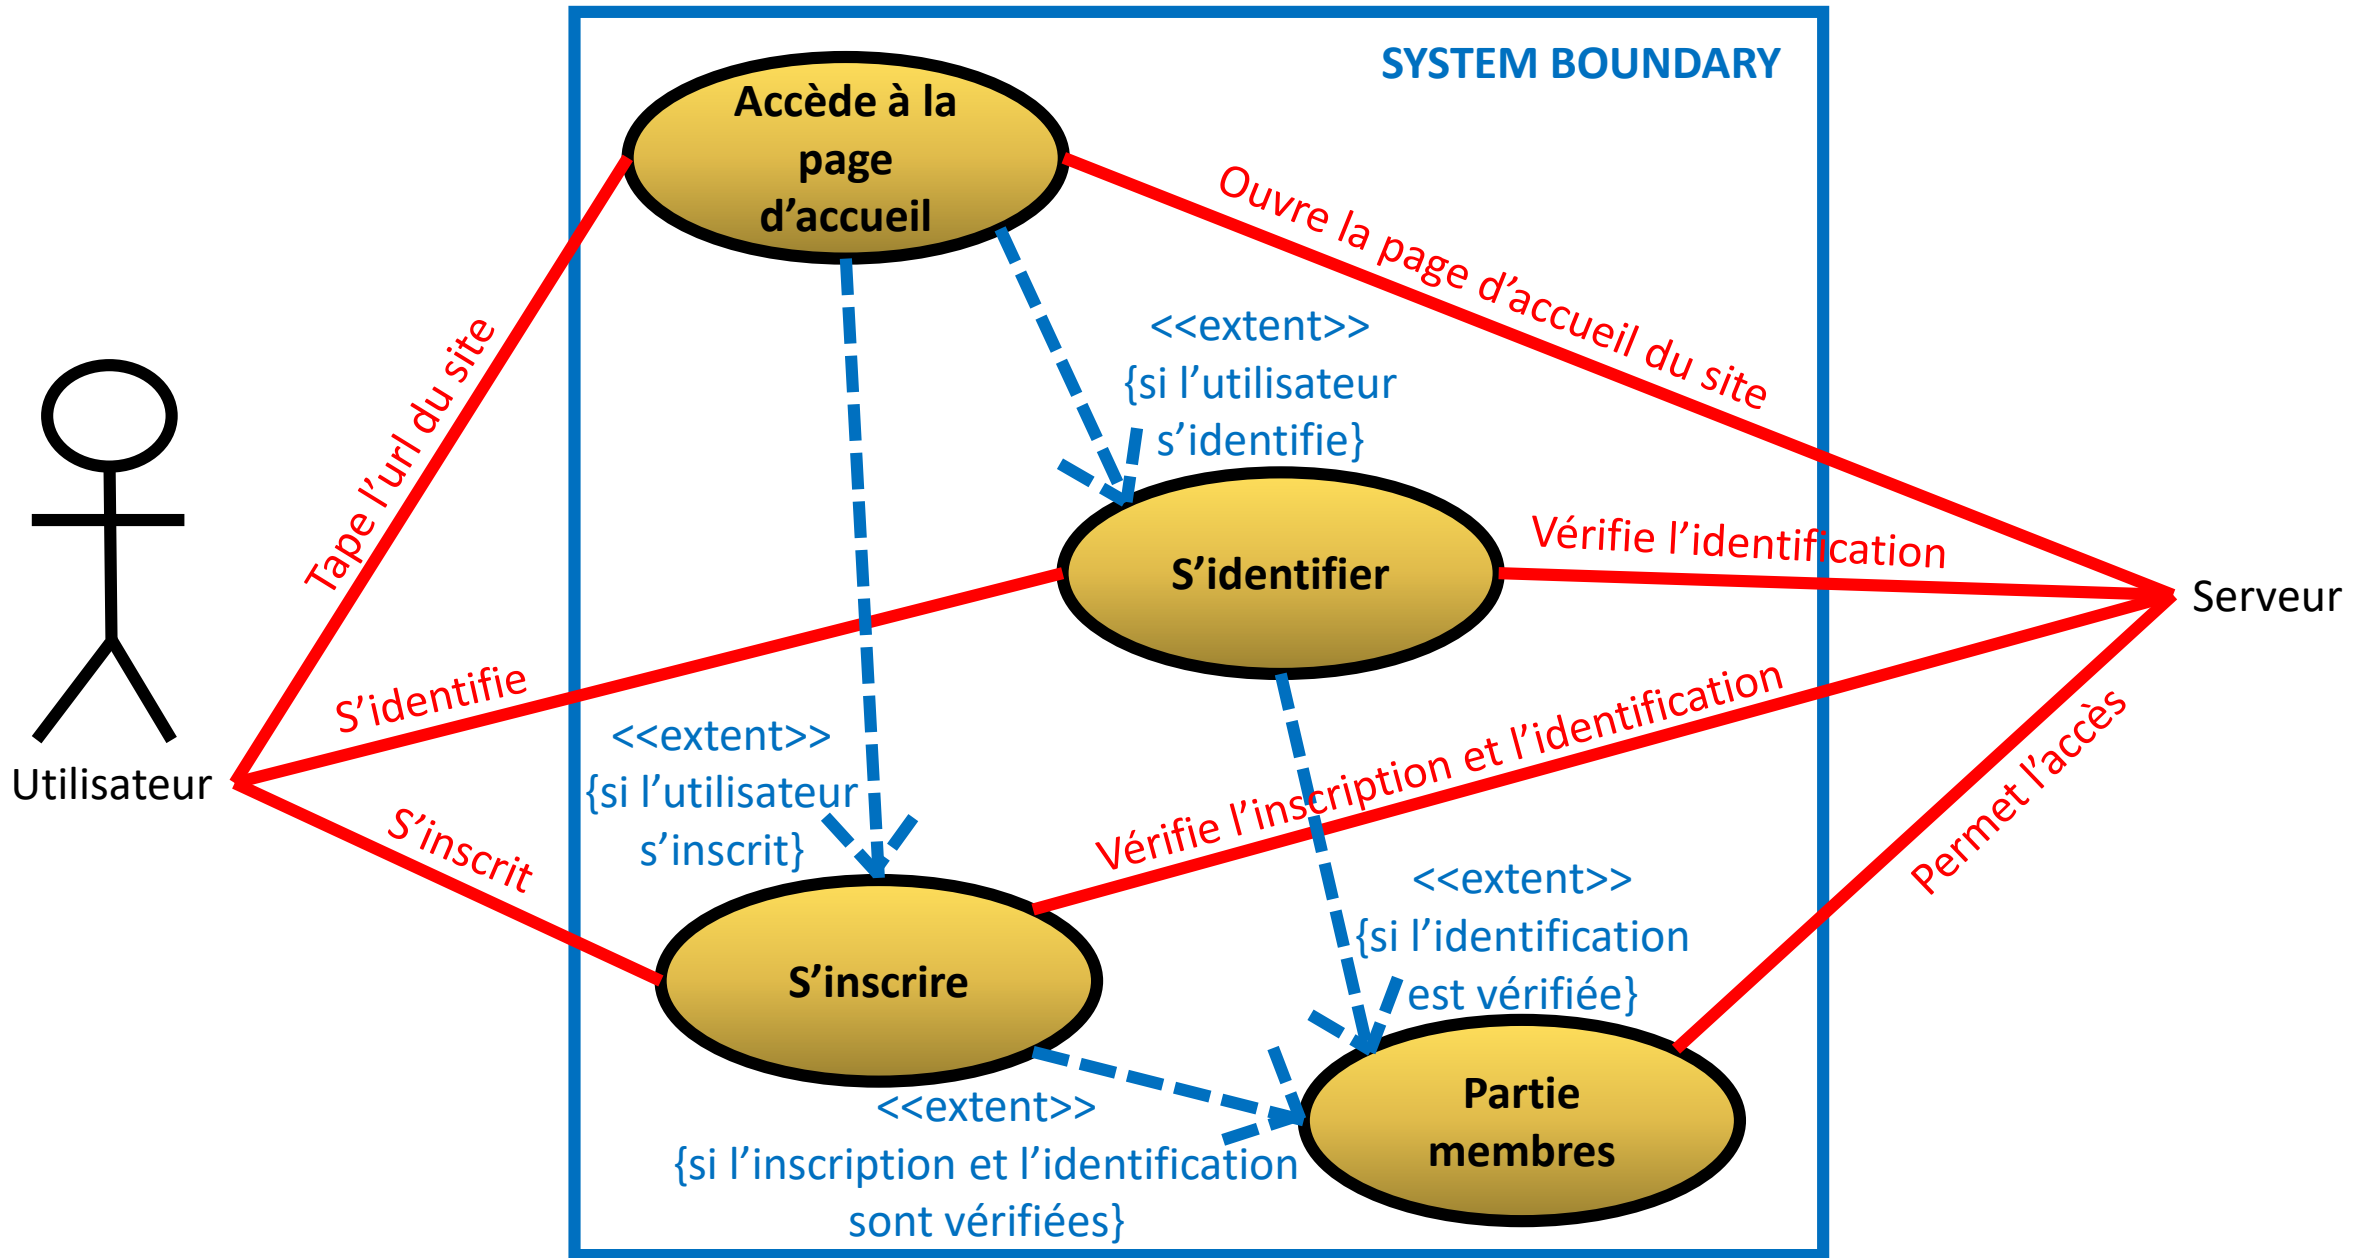 SYSTEM BOUNDARY
Accède à la
page
d’accueil
Ouvre la page d’accueil du site
Tape l’url du site
<<extent>>
{si l’utilisateur
s’identifie}
S’identifier
Vérifie l’identification
Serveur
S’identifie
<<extent>>
{si l’utilisateur
s’inscrit}
Utilisateur
S’inscrit
Vérifie l’inscription et l’identification
Permet l’accès
<<extent>>
{si l’identification
est vérifiée}
S’inscrire
Partie
membres
<<extent>>
{si l’inscription et l’identification
sont vérifiées}